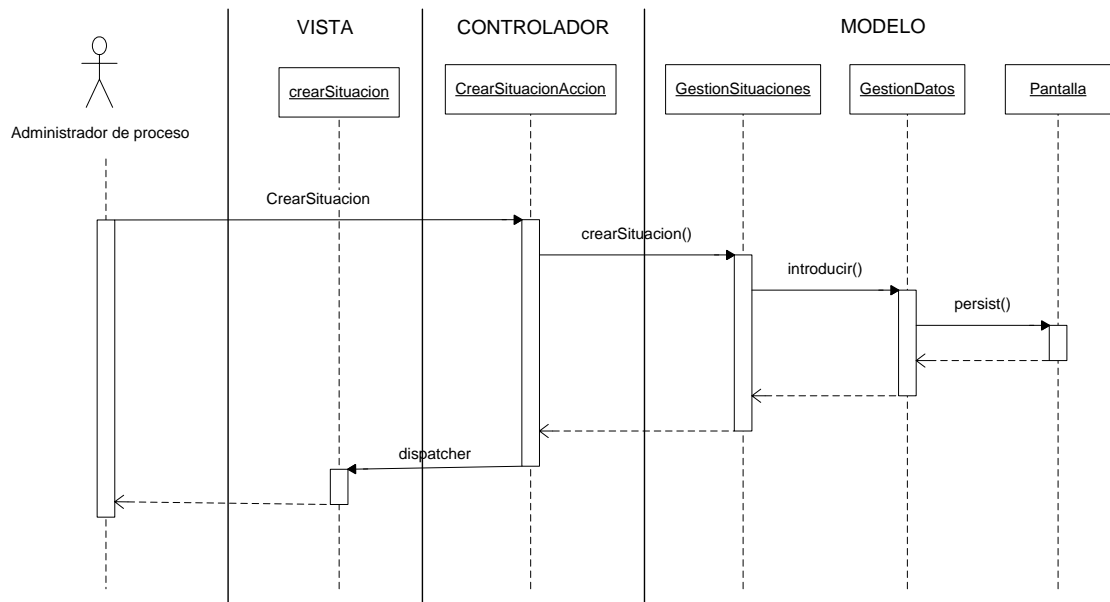 VISTA
CONTROLADOR
MODELO
crearSituacion
CrearSituacionAccion
GestionSituaciones
GestionDatos
Pantalla
Administrador de proceso
CrearSituacion
crearSituacion()
introducir()
persist()
dispatcher